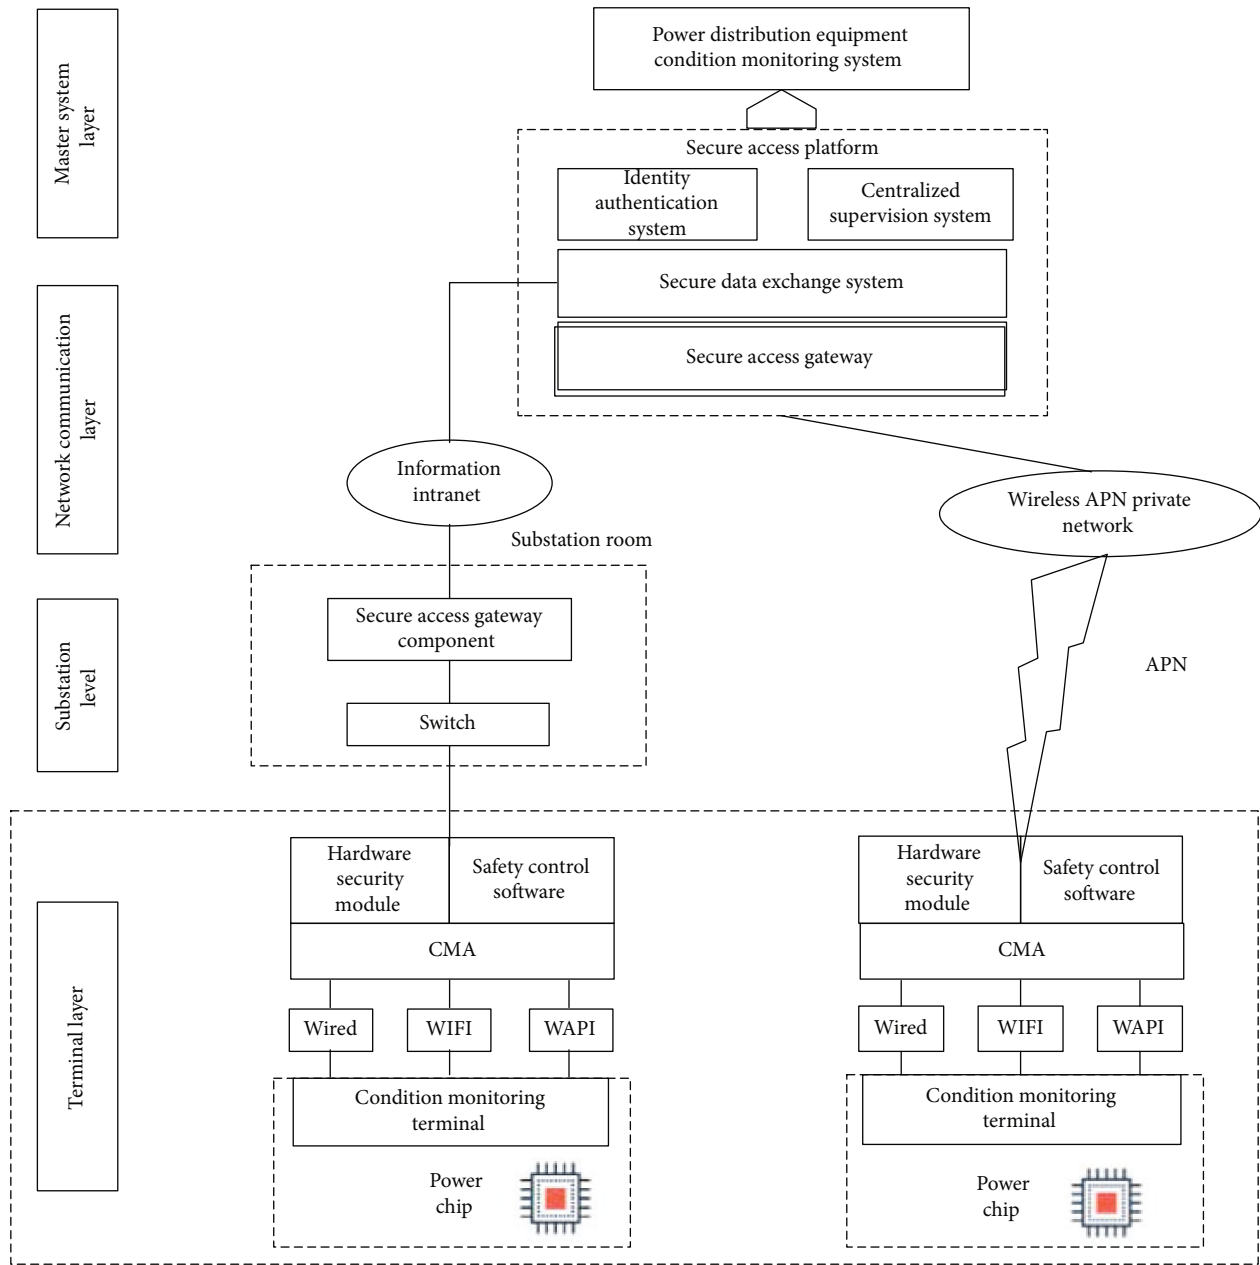 Power distribution equipment
condition monitoring system
Master system
layer
Secure access platform
Identity
authentication
system
Centralized
supervision system
Secure data exchange system
Secure access gateway
Network communication
layer
Information
intranet
Wireless APN private
network
Substation room
Secure access gateway
component
Switch
Substation
level
APN
Hardware
security
module
Safety control
software
CMA
Wired
WIFI
WAPI
Condition monitoring
terminal
Power
chip
Hardware
security
module
Safety control
software
CMA
Wired
WIFI
WAPI
Condition monitoring
terminal
Power
chip
Terminal layer